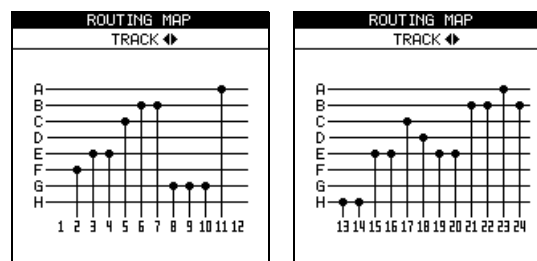 ROUTING MAP
TRACK
A
B
C
D
E
F
G
H
1 2 3 4 5 6 7 8 9 10 11 12
ROUTING MAP
TRACK
A
B
C
D
E
F
G
H
13 14 15 16 17 18 19 20 21 22 23 24